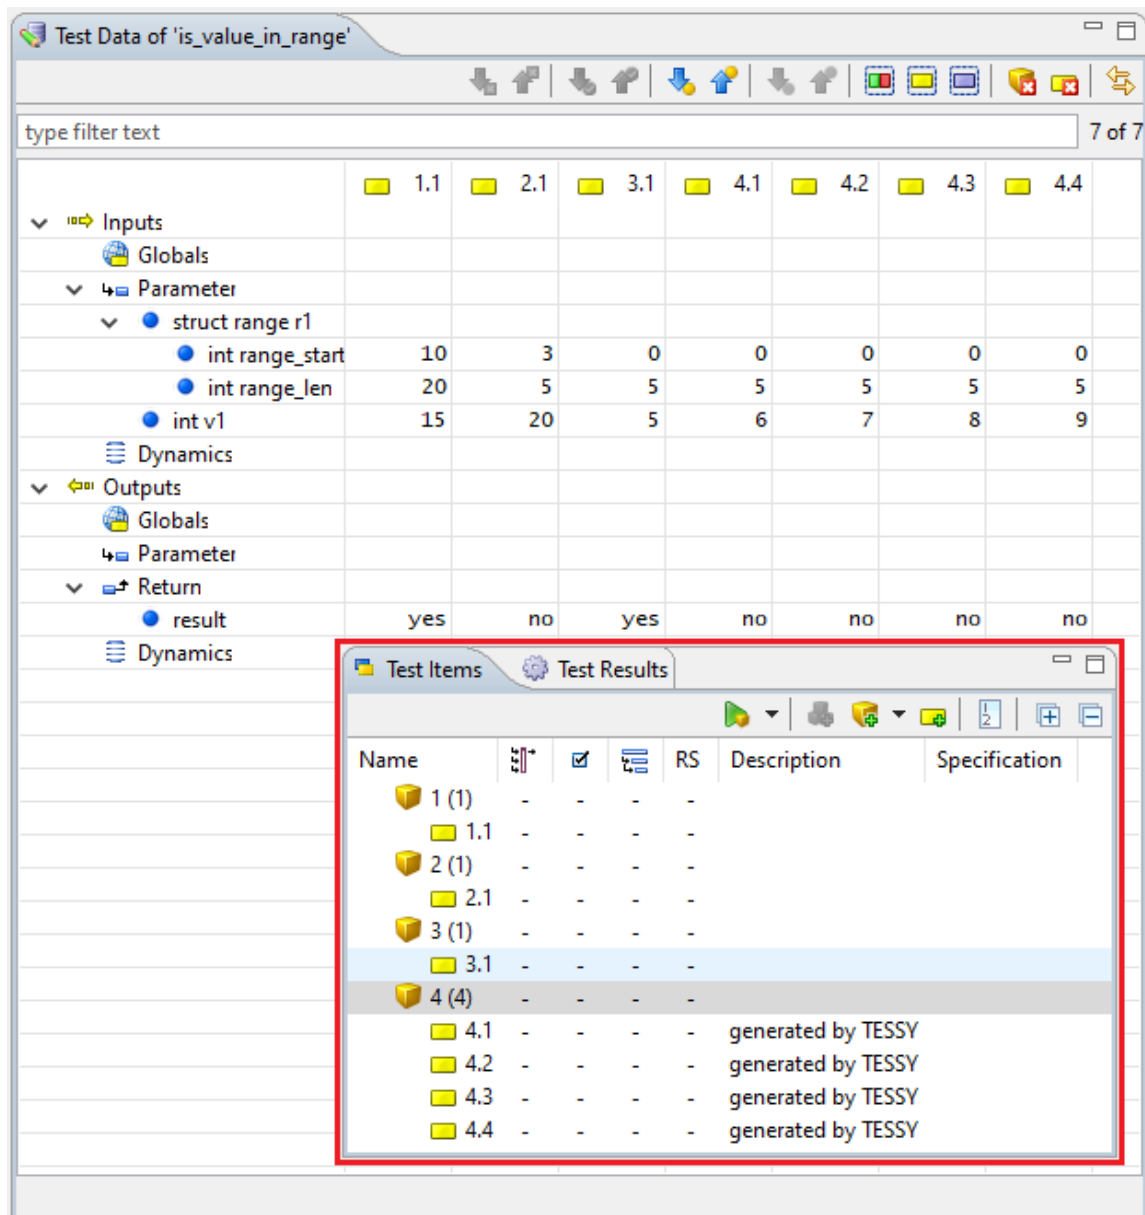 Test Data of 'is_value_in_range'
type filter text 7 of 7
1.1 2.1 3.1 4.1 4.2 4.3 4.4
Inputs
Globals
Parameter
struct range r1
int range_start 10 3 0 0 0 0 0
int range_len 20 5 5 5 5 5 5
int v1 15 20 5 6 7 8 9
Dynamics
Outputs
Globals
Parameter
Return
result yes no yes no no no no
Dynamics
Test Items Test Results
Name RS Description Specification
1 (1) - - - -
1.1 - - - -
2 (1) - - - -
2.1 - - - -
3 (1) - - - -
3.1 - - - -
4 (4) - - - -
4.1 - - - - generated by TESSY
4.2 - - - - generated by TESSY
4.3 - - - - generated by TESSY
4.4 - - - - generated by TESSY